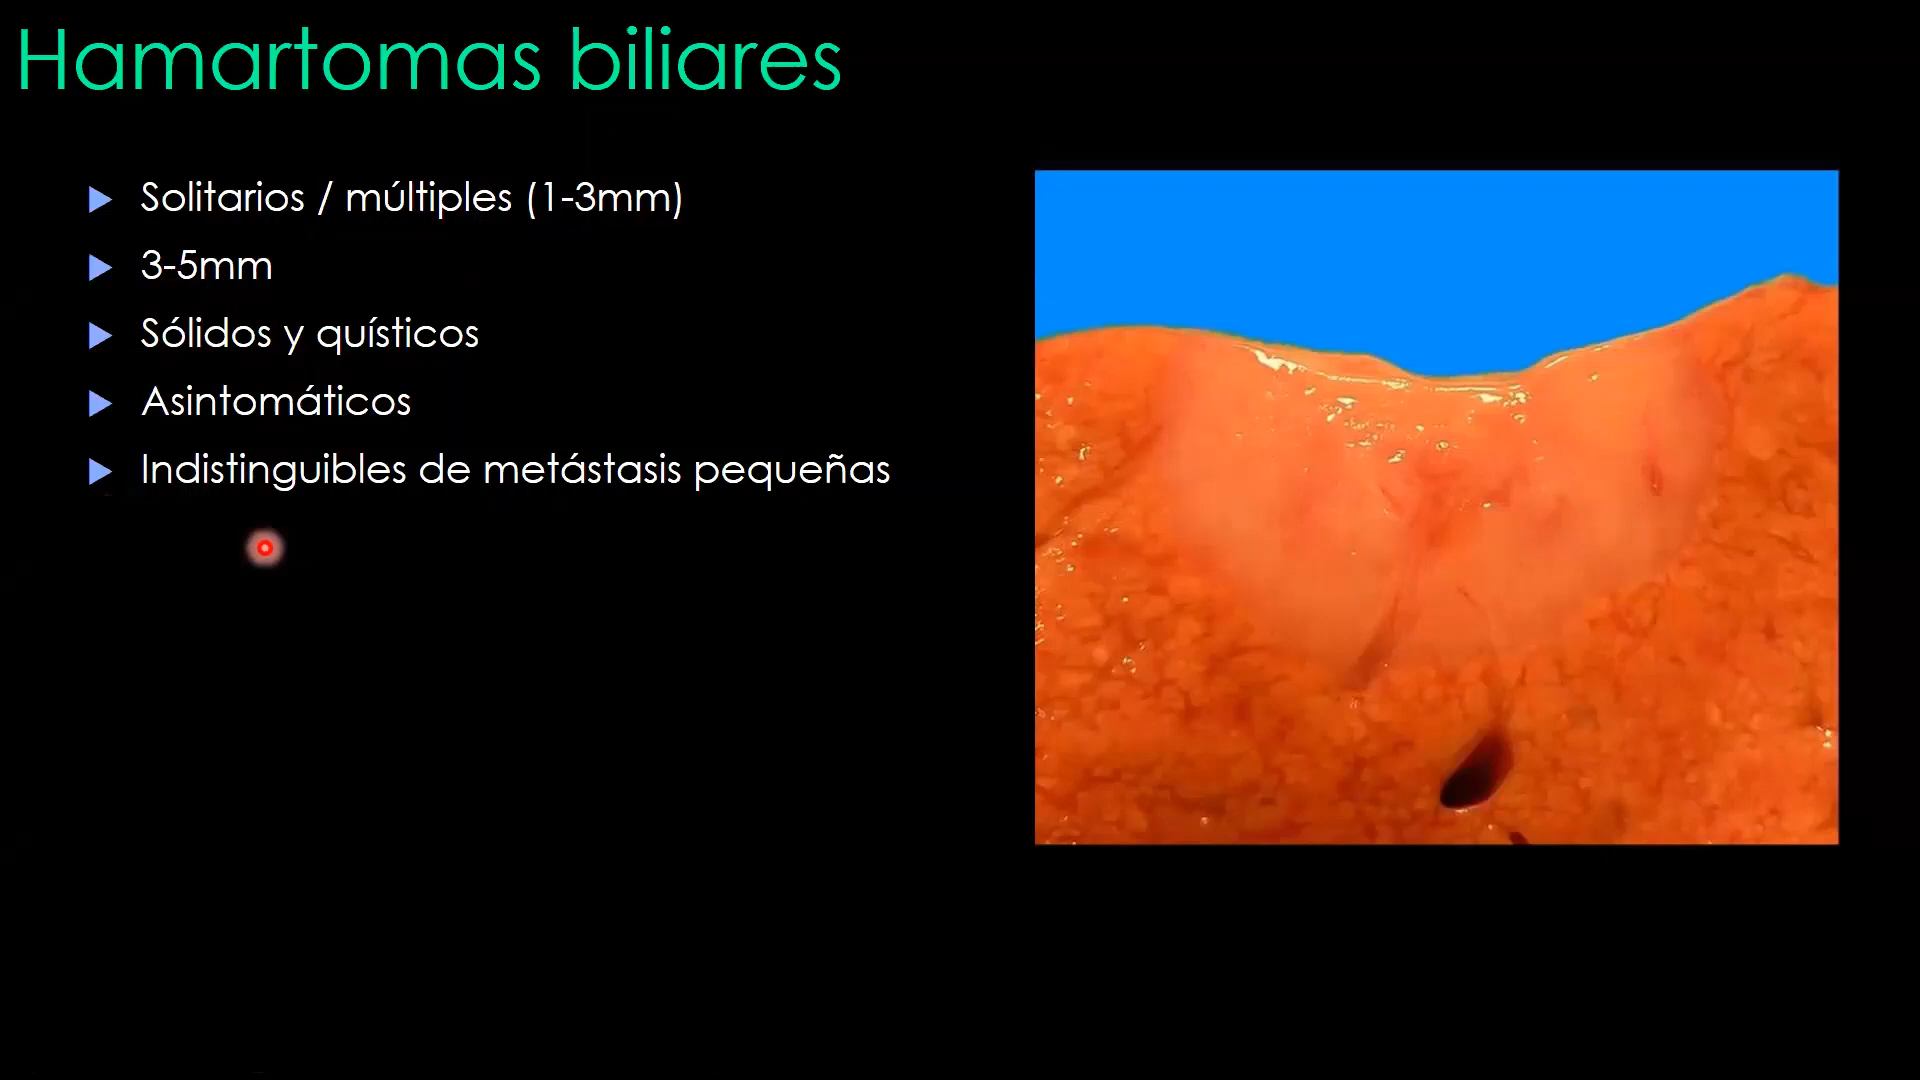 Hamartomas biliares
Solitarios / múltiples (1-3mm)
3-5mm
Sólidos y quísticos
Asintomáticos
Indistinguibles de metástasis pequeñas